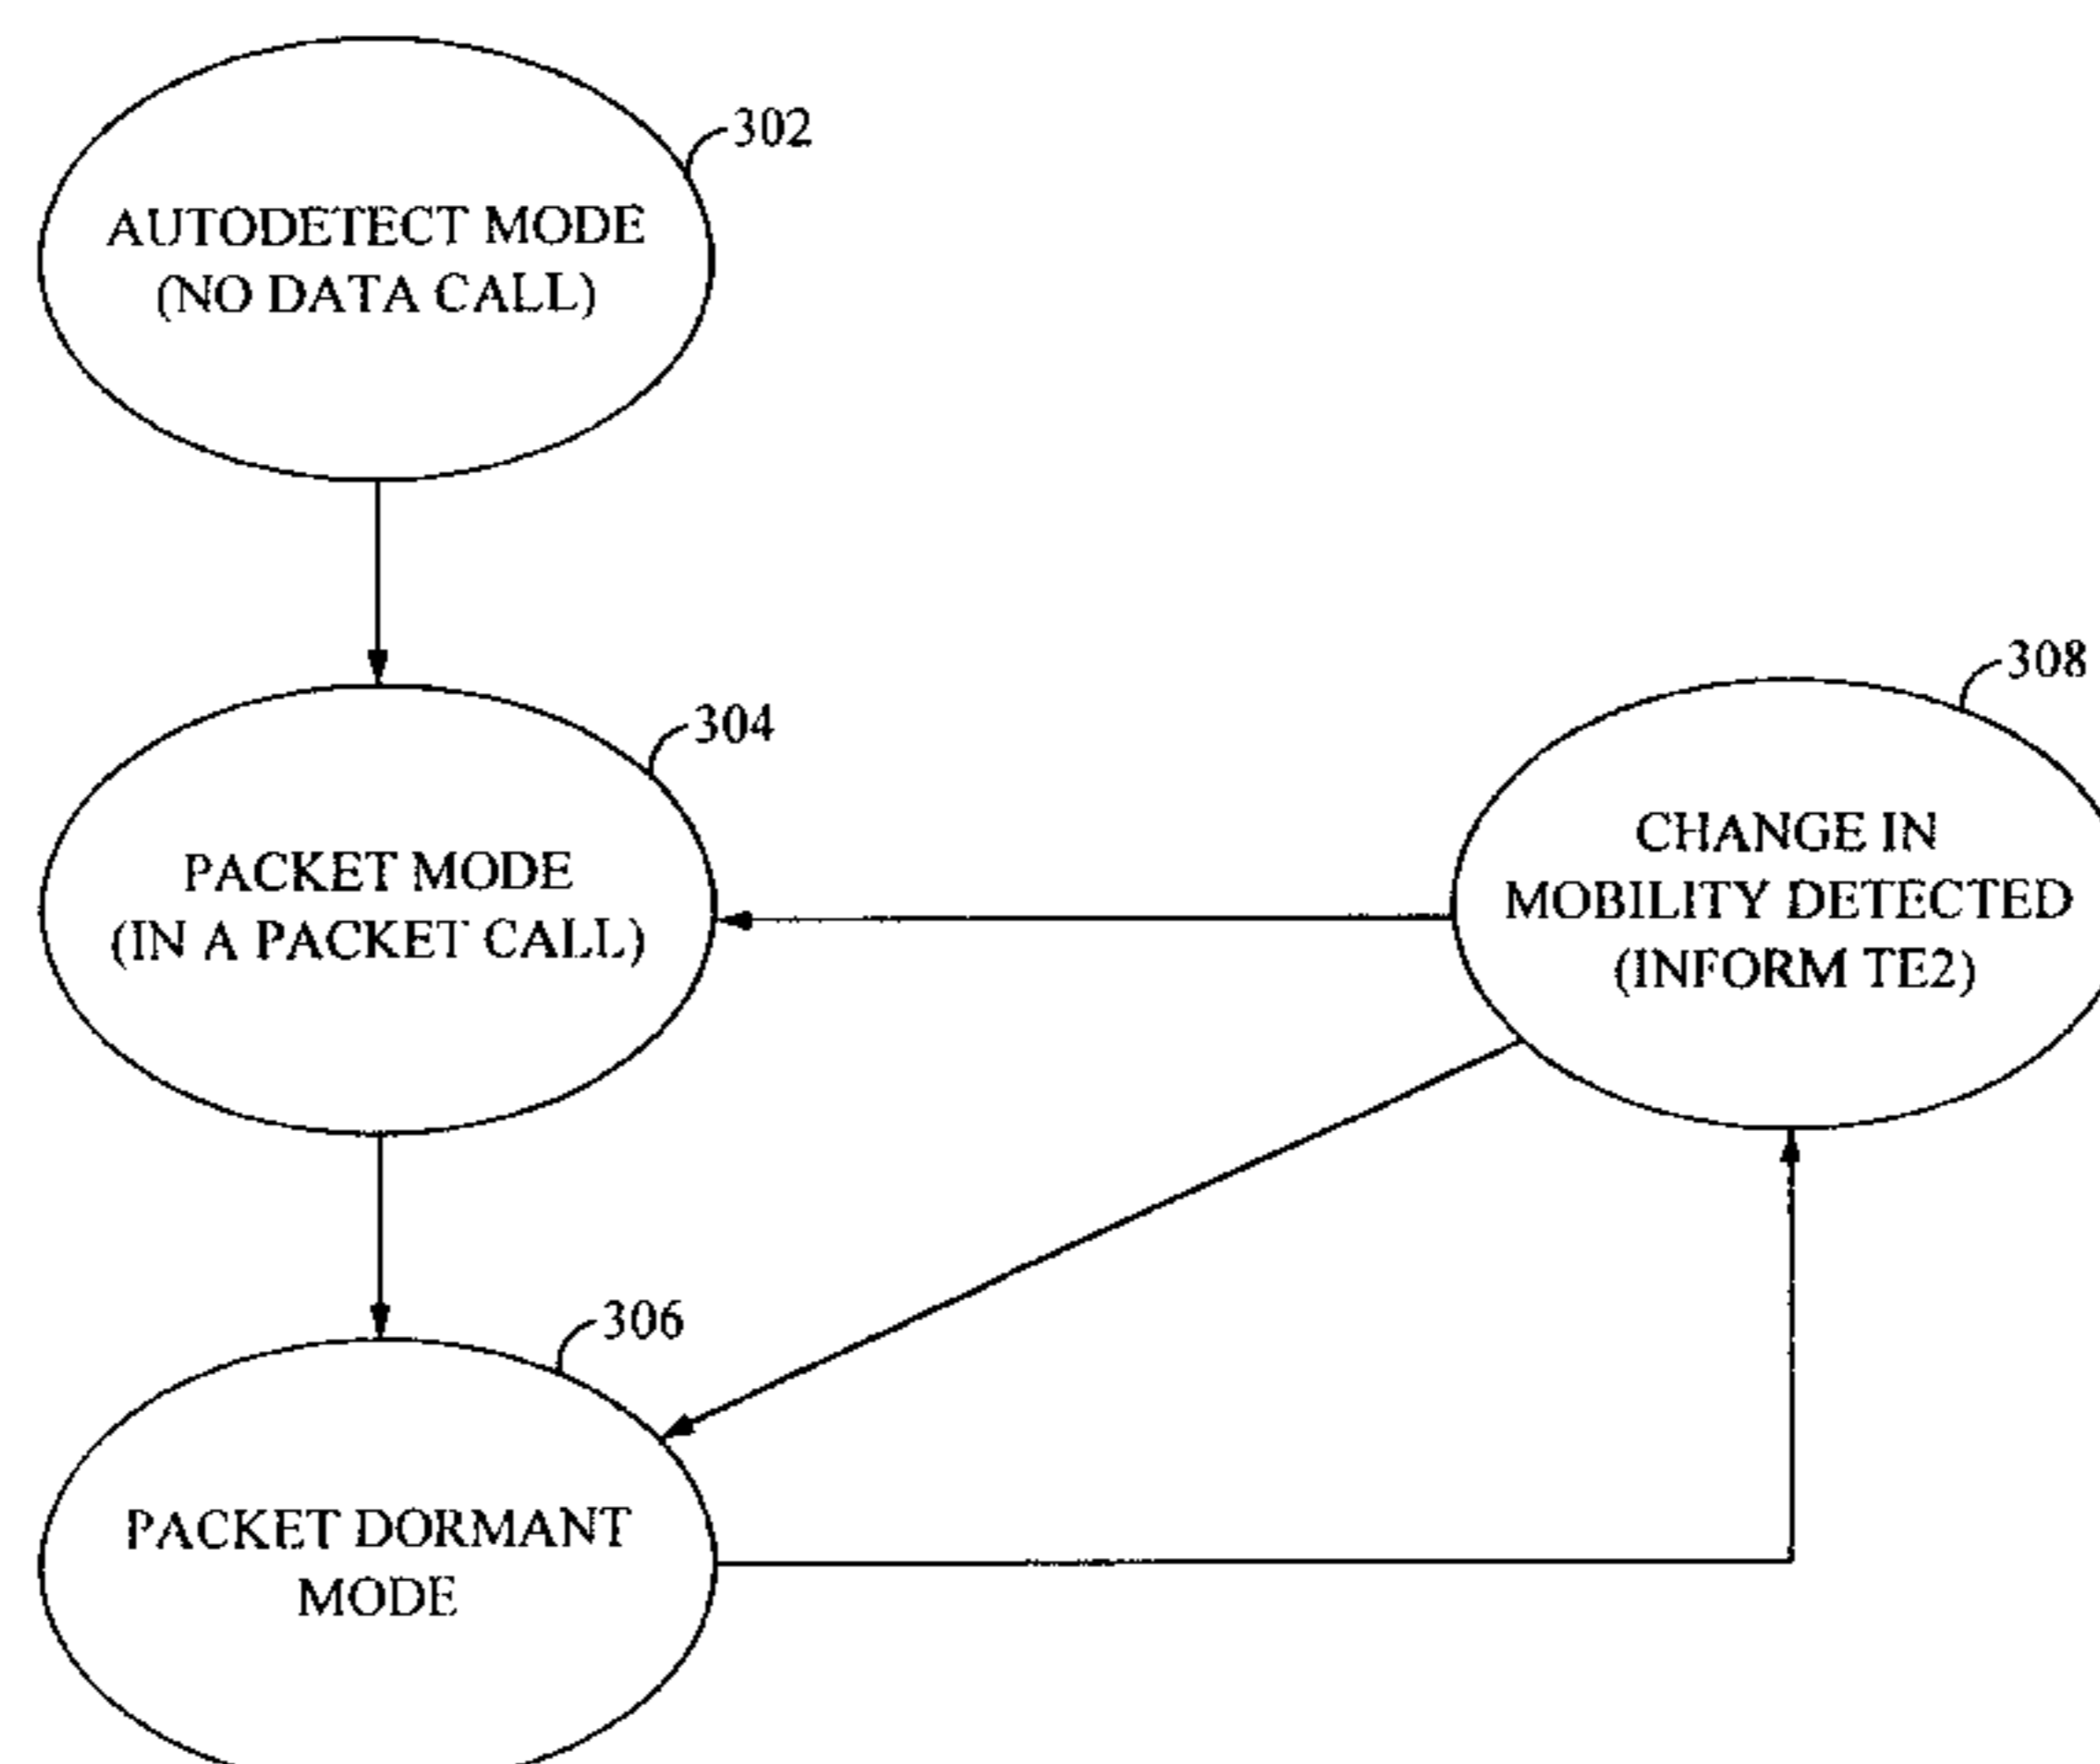 302
AUTODETECT MODE
(NO DATA CALL)
304
PACKET MODE
(IN A PACKET CALL)
308
CHANGE IN
MOBILITY DETECTED
(INFORM TE2)
306
PACKET DORMANT
MODE